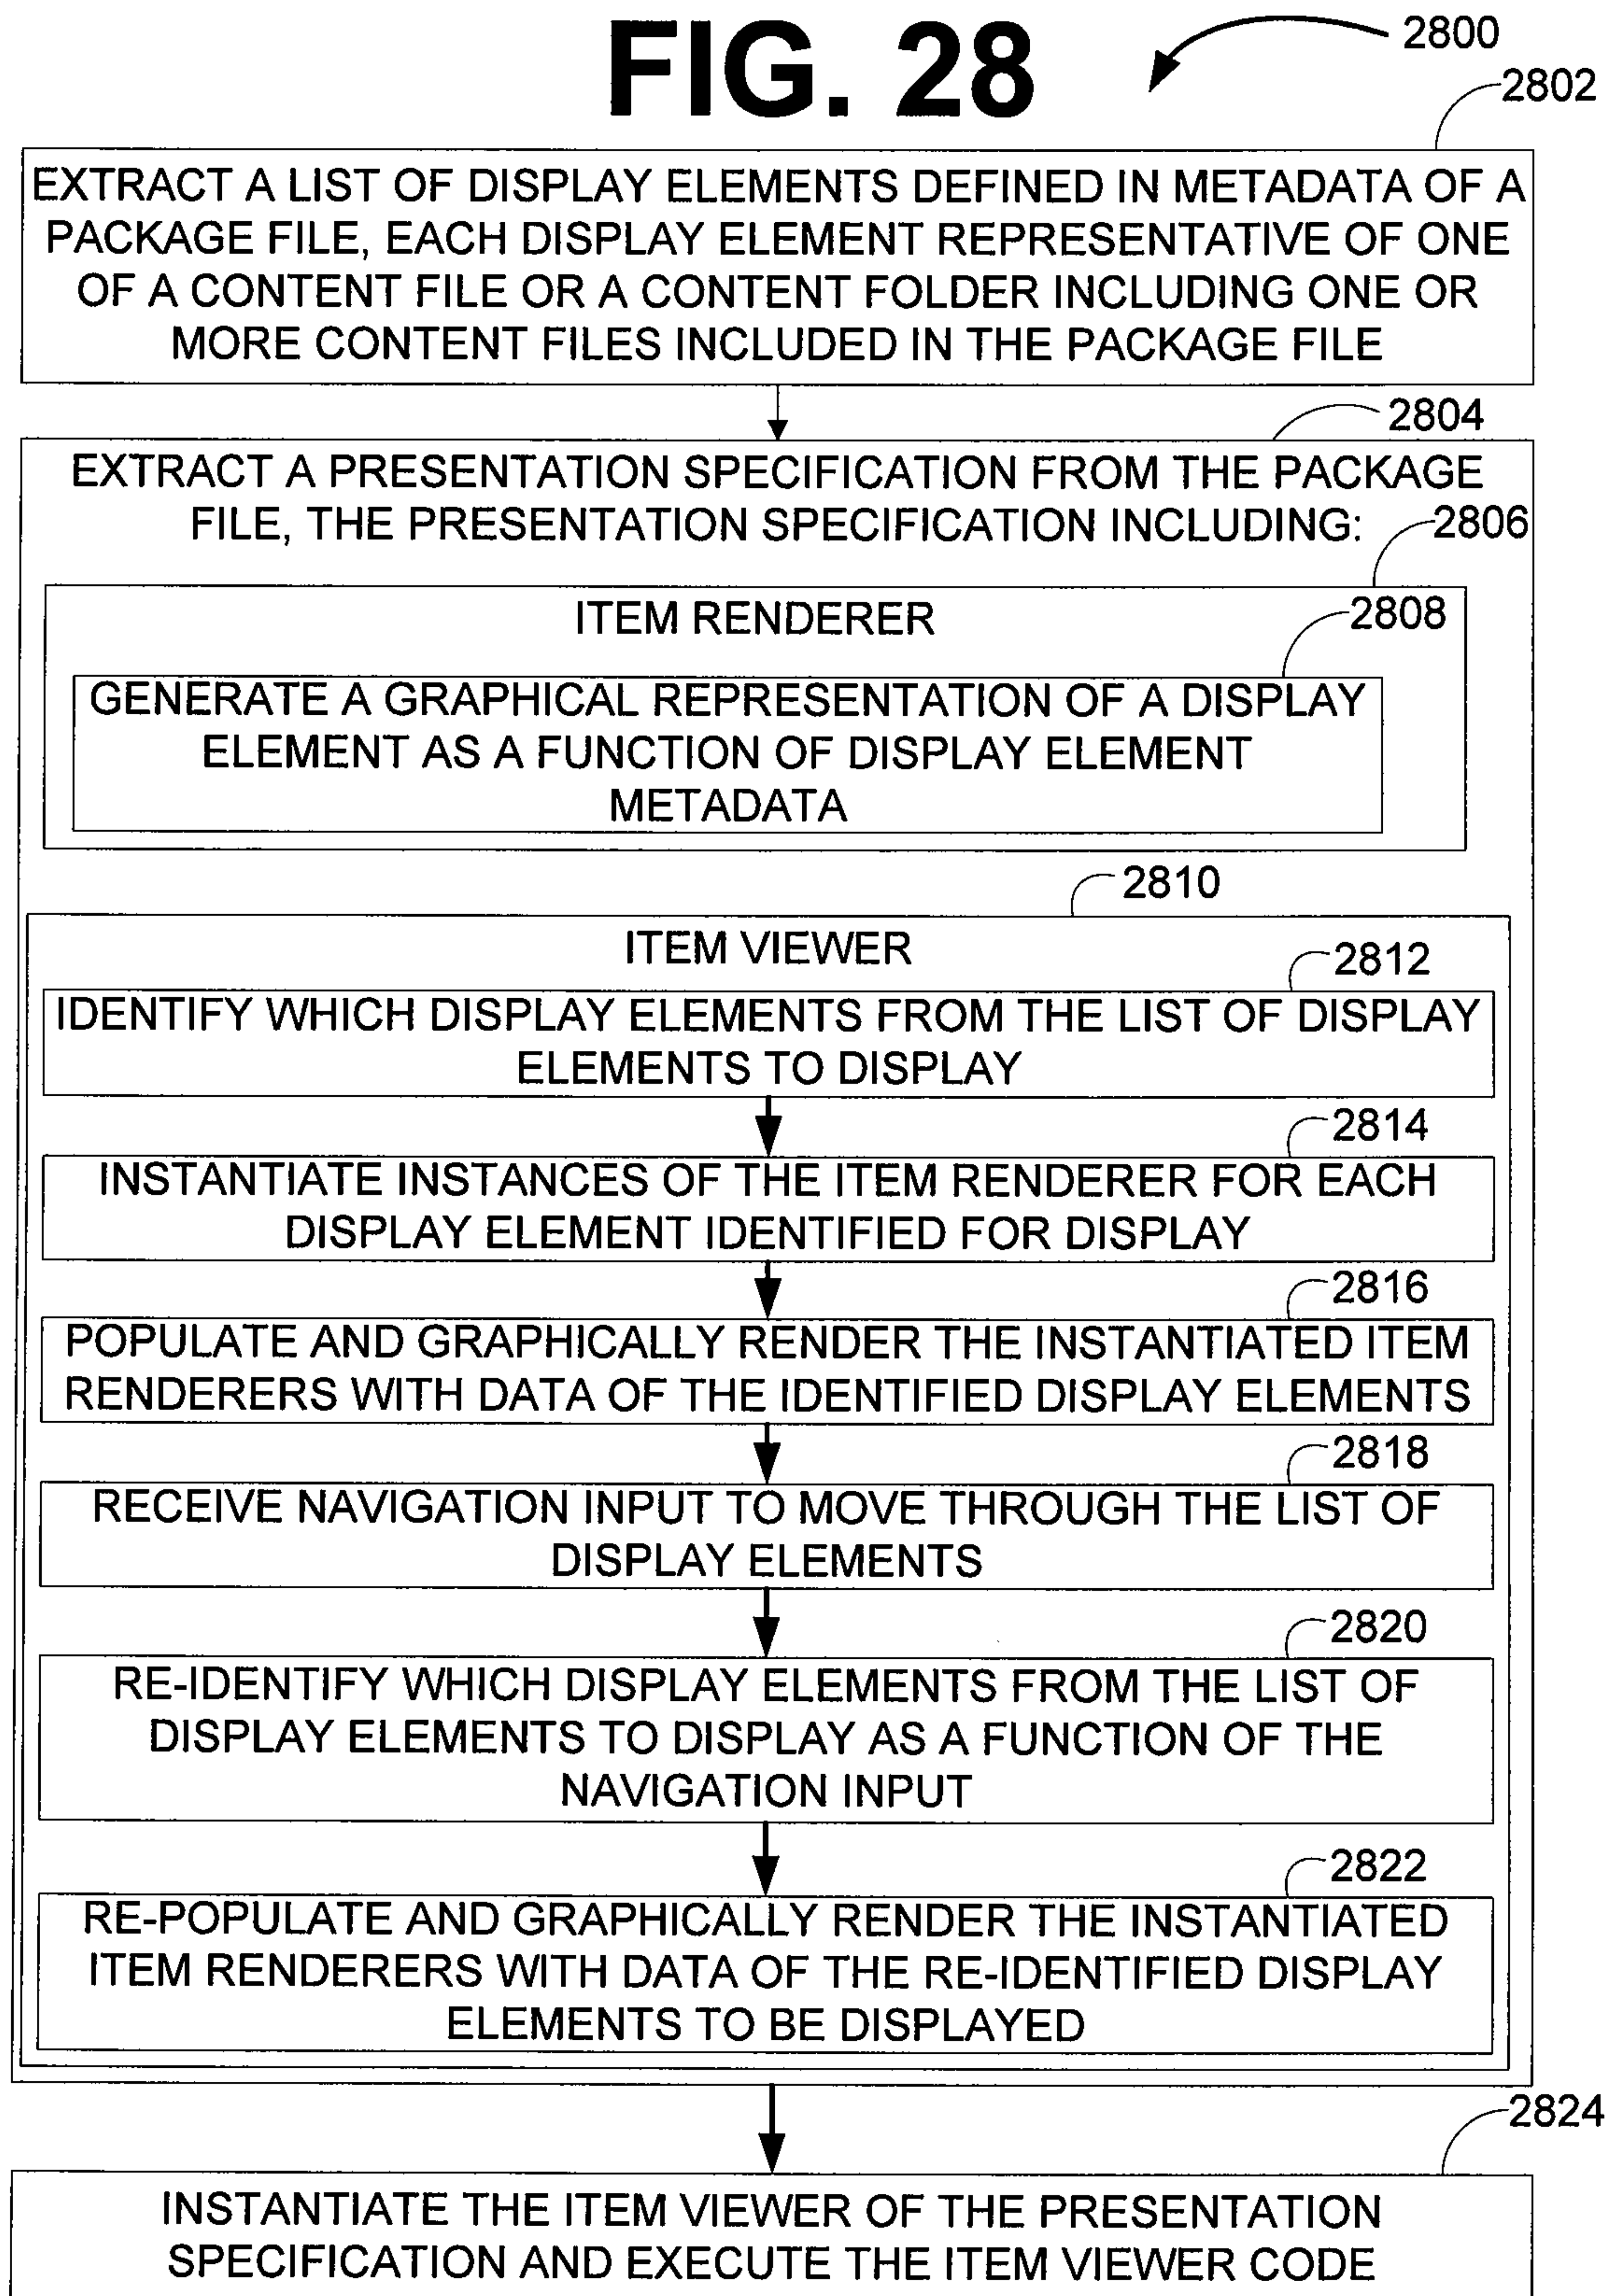 FIG. 28
2800
2802
EXTRACT A LIST OF DISPLAY ELEMENTS DEFINED IN METADATA OF A
PACKAGE FILE, EACH DISPLAY ELEMENT REPRESENTATIVE OF ONE
OF A CONTENT FILE OR A CONTENT FOLDER INCLUDING ONE OR
MORE CONTENT FILES INCLUDED IN THE PACKAGE FILE
2804
EXTRACT A PRESENTATION SPECIFICATION FROM THE PACKAGE
FILE, THE PRESENTATION SPECIFICATION INCLUDING:
2806
ITEM RENDERER
2808
GENERATE A GRAPHICAL REPRESENTATION OF A DISPLAY
ELEMENT AS A FUNCTION OF DISPLAY ELEMENT
METADATA
2810
ITEM VIEWER
2812
IDENTIFY WHICH DISPLAY ELEMENTS FROM THE LIST OF DISPLAY
ELEMENTS TO DISPLAY
2814
INSTANTIATE INSTANCES OF THE ITEM RENDERER FOR EACH
DISPLAY ELEMENT IDENTIFIED FOR DISPLAY
2816
POPULATE AND GRAPHICALLY RENDER THE INSTANTIATED ITEM
RENDERERS WITH DATA OF THE IDENTIFIED DISPLAY ELEMENTS
2818
RECEIVE NAVIGATION INPUT TO MOVE THROUGH THE LIST OF
DISPLAY ELEMENTS
2820
RE-IDENTIFY WHICH DISPLAY ELEMENTS FROM THE LIST OF
DISPLAY ELEMENTS TO DISPLAY AS A FUNCTION OF THE
NAVIGATION INPUT
2822
RE-POPULATE AND GRAPHICALLY RENDER THE INSTANTIATED
ITEM RENDERERS WITH DATA OF THE RE-IDENTIFIED DISPLAY
ELEMENTS TO BE DISPLAYED
2824
INSTANTIATE THE ITEM VIEWER OF THE PRESENTATION
SPECIFICATION AND EXECUTE THE ITEM VIEWER CODE